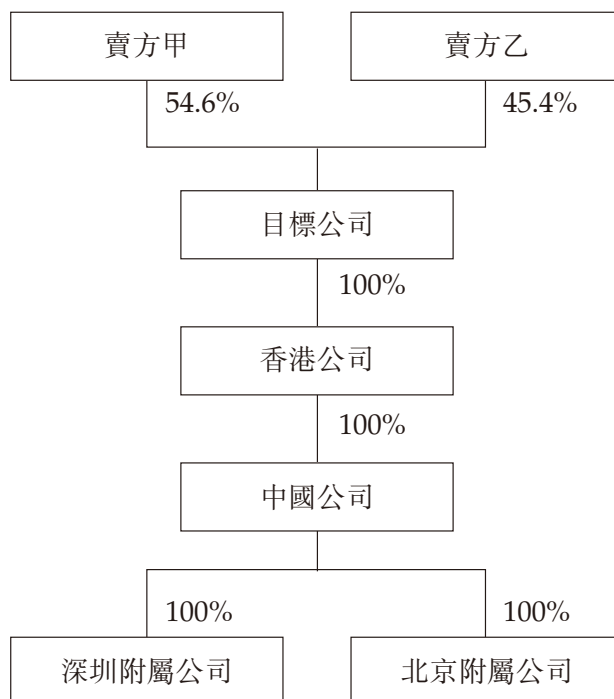 賣方甲
賣方乙
54.6%
45.4%
目標公司
100%
香港公司
100%
中國公司
100%
100%
深圳附屬公司
北京附屬公司